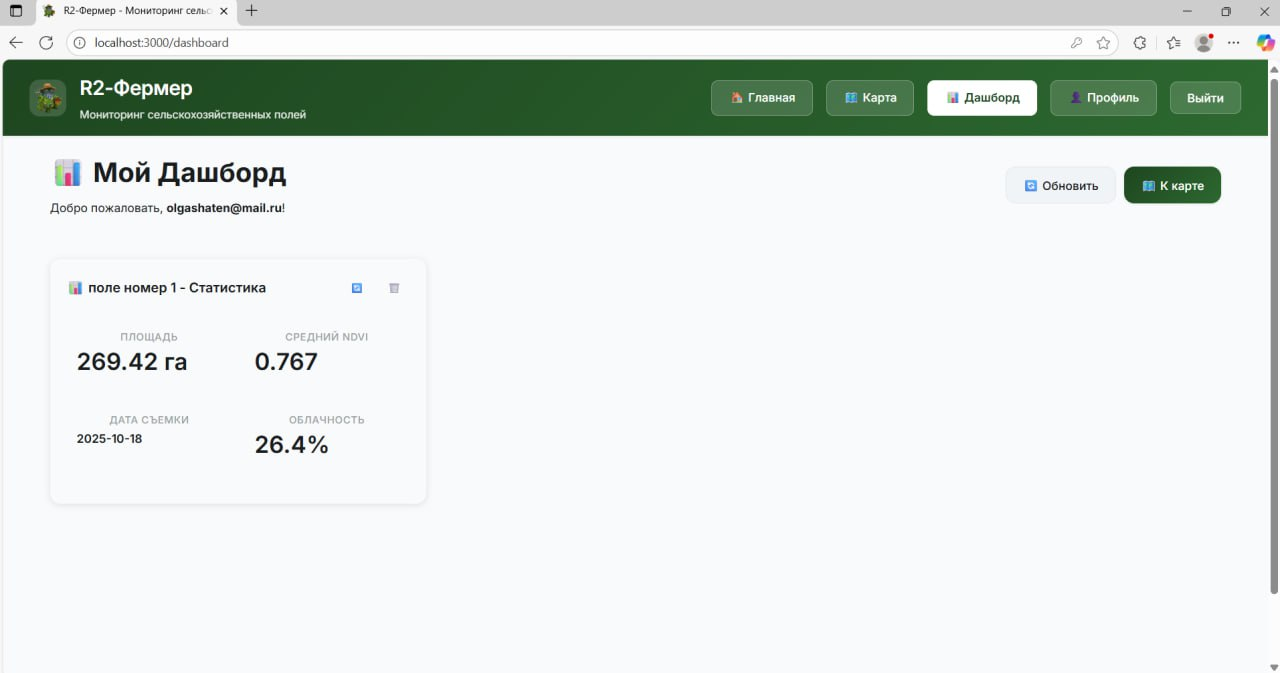 R2-Фермер - Мониторинг сельс
localhost:3000/dashboard
R2-Фермер
Мониторинг сельскохозяйственных полей
Главная
Карта
Дашборд
Профиль
Выйти
Мой Дашборд
Добро пожаловать, olgashaten@mail.ru!
Обновить
К карте
поле номер 1 - Статистика
ПЛОЩАДЬ
269.42 га
СРЕДНИЙ NDVI
0.767
ДАТА СЪЕМКИ
2025-10-18
ОБЛАЧНОСТЬ
26.4%